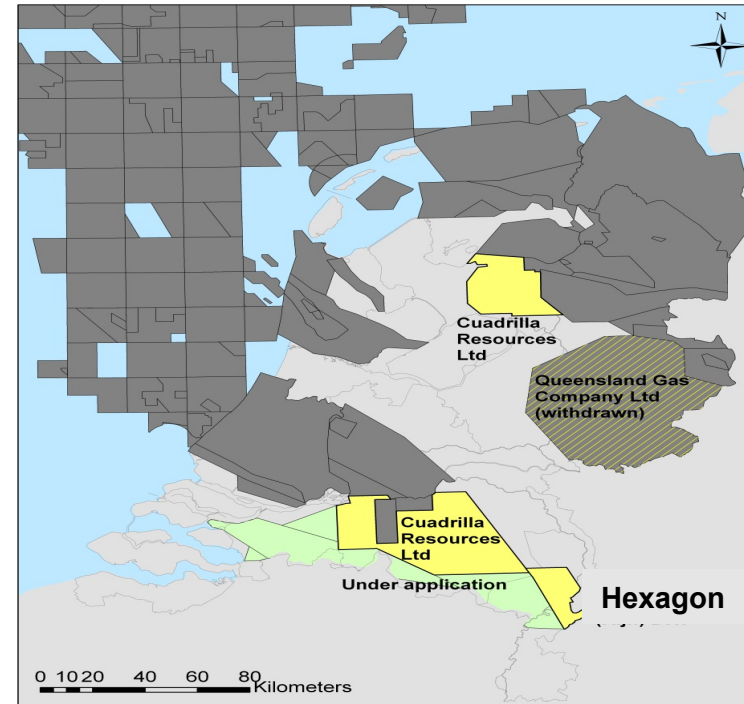 N
Cuadrilla
Resources
Ltd
Queensland Gas
Company Ltd
(withdrawn)
Cuadrilla
Resources
Ltd
Under application
Hexagon
0 10 20 40 60 80
Kilometers